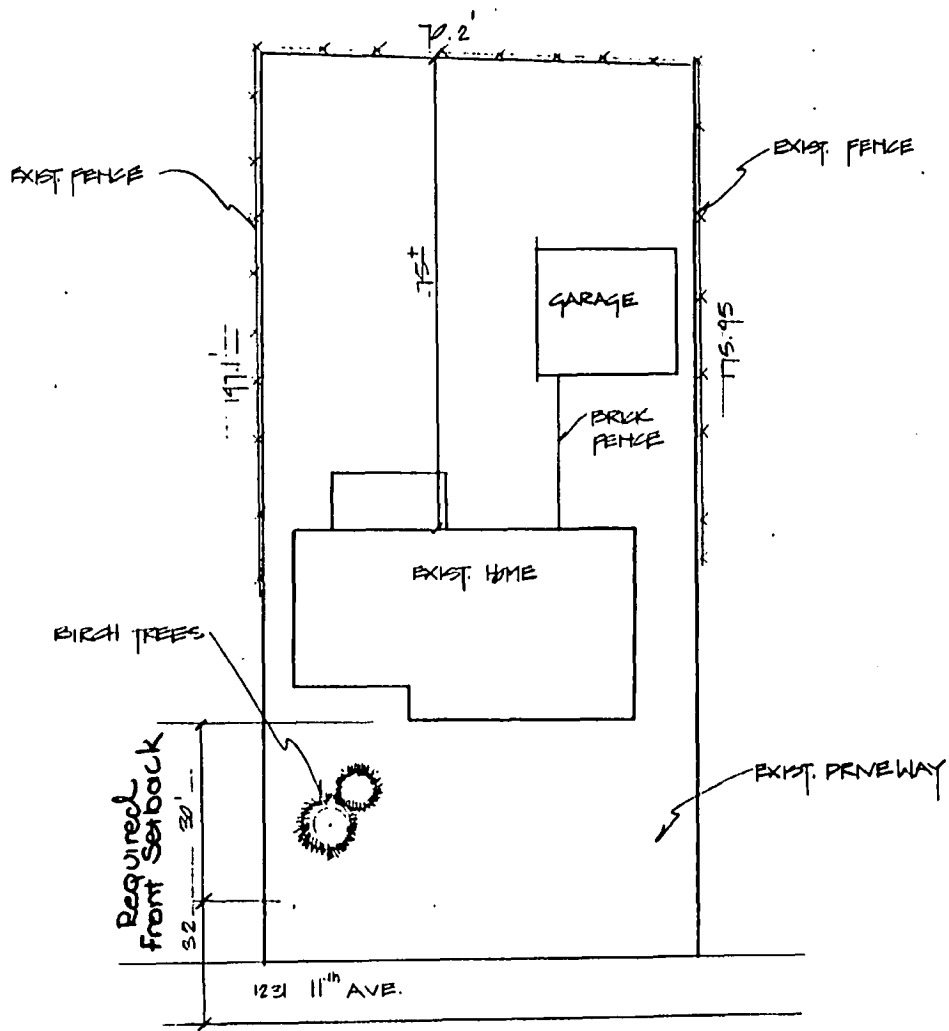 70.2'
EXIST. FENCE
EXIST. FENCE
75±
GARAGE
197.1'
175.95
BRICK
FENCE
EXIST. HOME
BIRCH TREES
Required
front Setback
30'
EXIST. DRIVEWAY
32
1231 11th AVE.